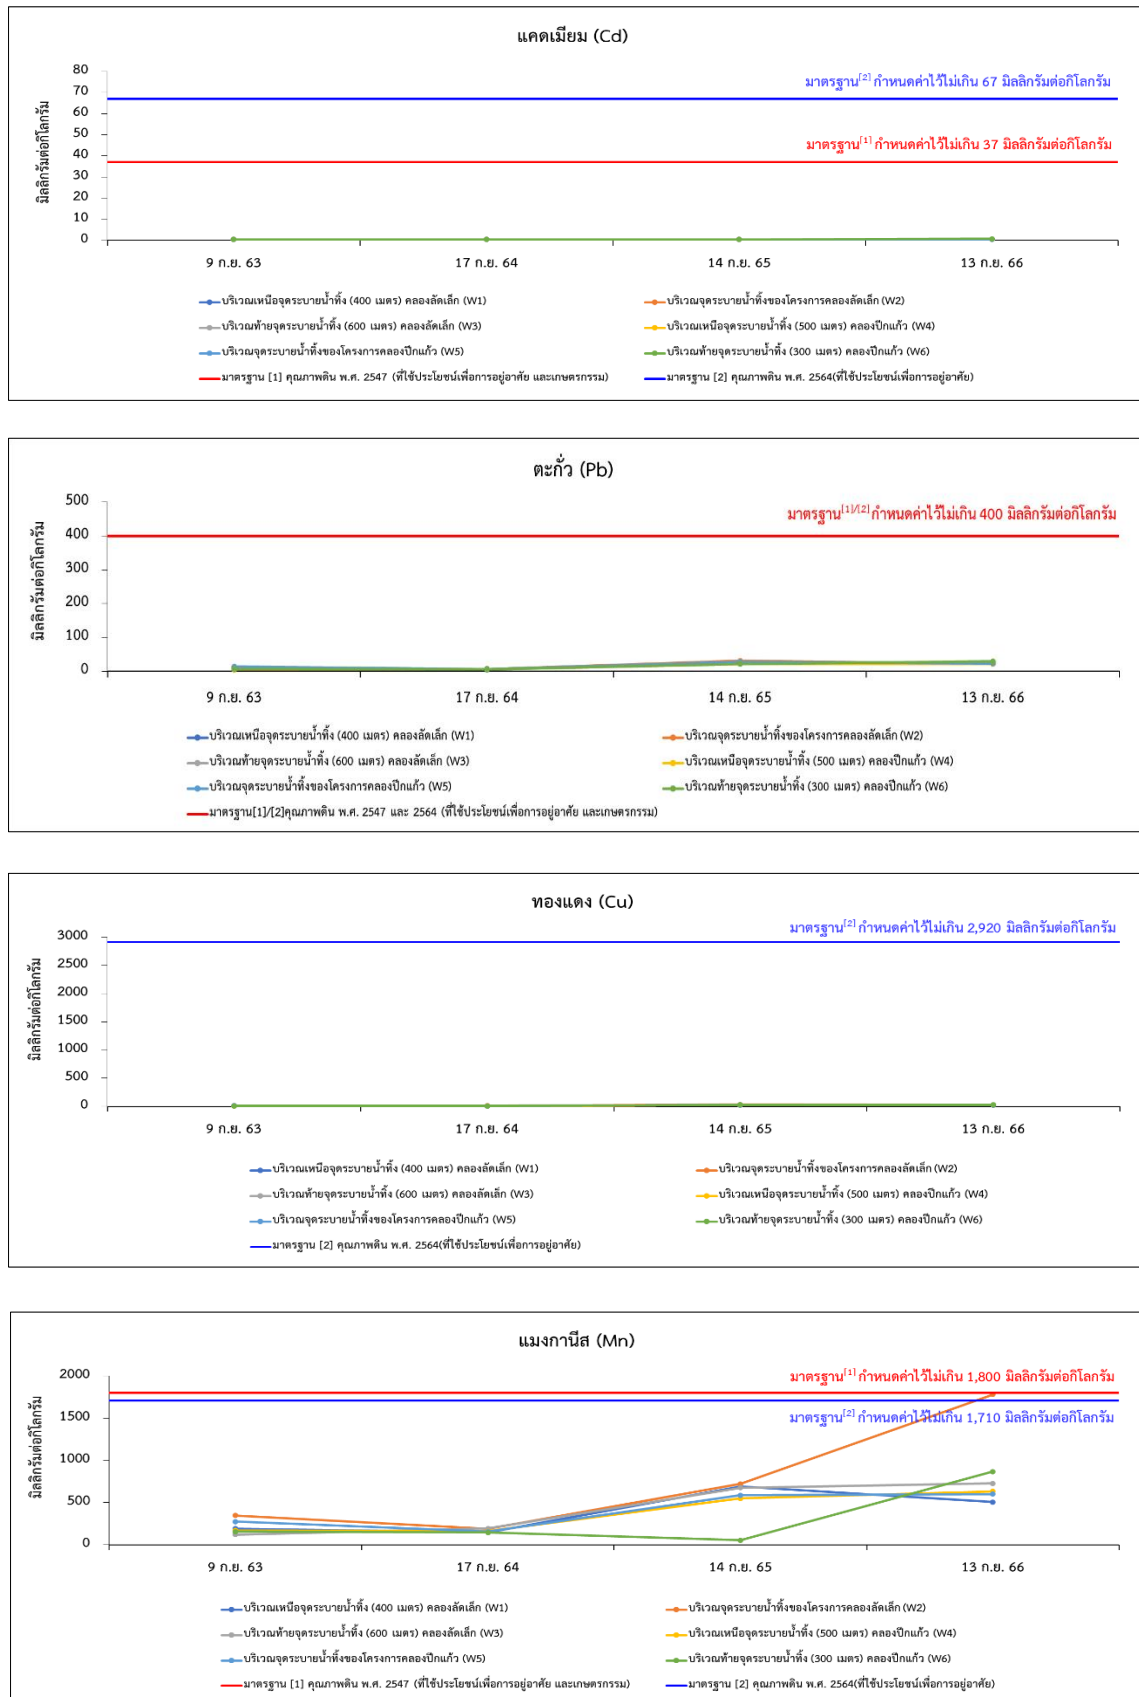 แคดเมียม (Cd)
มาตรฐาน[2] กำหนดค่าไว้ไม่เกิน 67 มิลลิกรัมต่อกิโลกรัม
มาตรฐาน[1] กำหนดค่าไว้ไม่เกิน 37 มิลลิกรัมต่อกิโลกรัม
มิลลิกรัมต่อกิโลกรัม
80
70
60
50
40
30
20
10
0
9 ก.ย. 63 17 ก.ย. 64 14 ก.ย. 65 13 ก.ย. 66
บริเวณเหนือจุดระบายน้ำทิ้ง (400 เมตร) คลองลัดเล็ก (W1) บริเวณจุดระบายน้ำทิ้งของโครงการคลองลัดเล็ก (W2)
บริเวณท้ายจุดระบายน้ำทิ้ง (600 เมตร) คลองลัดเล็ก (W3) บริเวณเหนือจุดระบายน้ำทิ้ง (500 เมตร) คลองปีกแก้ว (W4)
บริเวณจุดระบายน้ำทิ้งของโครงการคลองปีกแก้ว (W5) บริเวณท้ายจุดระบายน้ำทิ้ง (300 เมตร) คลองปีกแก้ว (W6)
มาตรฐาน [1] คุณภาพดิน พ.ศ. 2547 (ที่ใช้ประโยชน์เพื่อการอยู่อาศัย และเกษตรกรรม) มาตรฐาน [2] คุณภาพดิน พ.ศ. 2564(ที่ใช้ประโยชน์เพื่อการอยู่อาศัย)
ตะกั่ว (Pb)
มาตรฐาน[1]/[2] กำหนดค่าไว้ไม่เกิน 400 มิลลิกรัมต่อกิโลกรัม
มิลลิกรัมต่อกิโลกรัม
500
400
300
200
100
0
9 ก.ย. 63 17 ก.ย. 64 14 ก.ย. 65 13 ก.ย. 66
บริเวณเหนือจุดระบายน้ำทิ้ง (400 เมตร) คลองลัดเล็ก (W1) บริเวณจุดระบายน้ำทิ้งของโครงการคลองลัดเล็ก (W2)
บริเวณท้ายจุดระบายน้ำทิ้ง (600 เมตร) คลองลัดเล็ก (W3) บริเวณเหนือจุดระบายน้ำทิ้ง (500 เมตร) คลองปีกแก้ว (W4)
บริเวณจุดระบายน้ำทิ้งของโครงการคลองปีกแก้ว (W5) บริเวณท้ายจุดระบายน้ำทิ้ง (300 เมตร) คลองปีกแก้ว (W6)
มาตรฐาน[1]/[2]คุณภาพดิน พ.ศ. 2547 และ 2564 (ที่ใช้ประโยชน์เพื่อการอยู่อาศัย และเกษตรกรรม)
ทองแดง (Cu)
มาตรฐาน[2] กำหนดค่าไว้ไม่เกิน 2,920 มิลลิกรัมต่อกิโลกรัม
มิลลิกรัมต่อกิโลกรัม
3000
2500
2000
1500
1000
500
0
9 ก.ย. 63 17 ก.ย. 64 14 ก.ย. 65 13 ก.ย. 66
บริเวณเหนือจุดระบายน้ำทิ้ง (400 เมตร) คลองลัดเล็ก (W1) บริเวณจุดระบายน้ำทิ้งของโครงการคลองลัดเล็ก (W2)
บริเวณท้ายจุดระบายน้ำทิ้ง (600 เมตร) คลองลัดเล็ก (W3) บริเวณเหนือจุดระบายน้ำทิ้ง (500 เมตร) คลองปีกแก้ว (W4)
บริเวณจุดระบายน้ำทิ้งของโครงการคลองปีกแก้ว (W5) บริเวณท้ายจุดระบายน้ำทิ้ง (300 เมตร) คลองปีกแก้ว (W6)
มาตรฐาน [2] คุณภาพดิน พ.ศ. 2564(ที่ใช้ประโยชน์เพื่อการอยู่อาศัย)
แมงกานีส (Mn)
มาตรฐาน[1] กำหนดค่าไว้ไม่เกิน 1,800 มิลลิกรัมต่อกิโลกรัม
มาตรฐาน[2] กำหนดค่าไว้ไม่เกิน 1,710 มิลลิกรัมต่อกิโลกรัม
มิลลิกรัมต่อกิโลกรัม
2000
1500
1000
500
0
9 ก.ย. 63 17 ก.ย. 64 14 ก.ย. 65 13 ก.ย. 66
บริเวณเหนือจุดระบายน้ำทิ้ง (400 เมตร) คลองลัดเล็ก (W1) บริเวณจุดระบายน้ำทิ้งของโครงการคลองลัดเล็ก (W2)
บริเวณท้ายจุดระบายน้ำทิ้ง (600 เมตร) คลองลัดเล็ก (W3) บริเวณเหนือจุดระบายน้ำทิ้ง (500 เมตร) คลองปีกแก้ว (W4)
บริเวณจุดระบายน้ำทิ้งของโครงการคลองปีกแก้ว (W5) บริเวณท้ายจุดระบายน้ำทิ้ง (300 เมตร) คลองปีกแก้ว (W6)
มาตรฐาน [1] คุณภาพดิน พ.ศ. 2547 (ที่ใช้ประโยชน์เพื่อการอยู่อาศัย และเกษตรกรรม) มาตรฐาน [2] คุณภาพดิน พ.ศ. 2564(ที่ใช้ประโยชน์เพื่อการอยู่อาศัย)